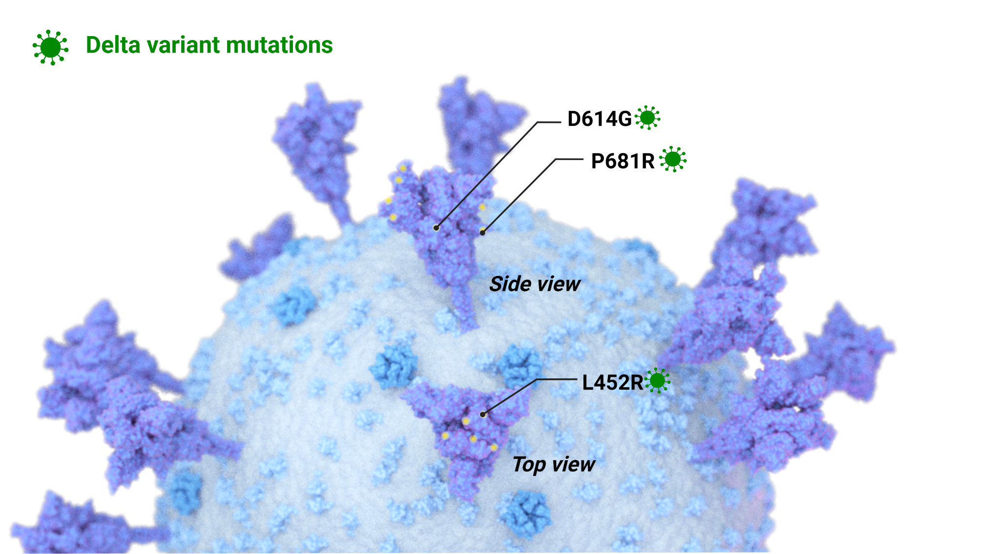 Delta variant mutations
D614G
P681R
Side view
L452R
Top view